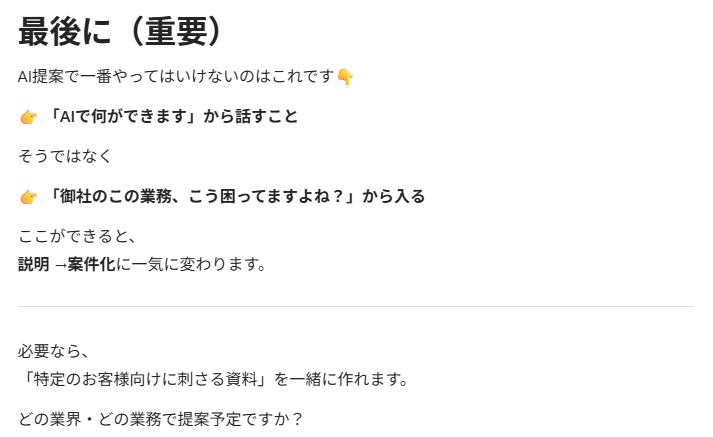 最後に（重要）
AI提案で一番やってはいけないのはこれです👇
👉 「AIで何ができます」から話すこと
そうではなく
👉 「御社のこの業務、こう困ってますよね？」から入る
ここができると、
説明 →案件化に一気に変わります。
必要なら、
「特定のお客様向けに刺さる資料」を一緒に作れます。
どの業界・どの業務で提案予定ですか？